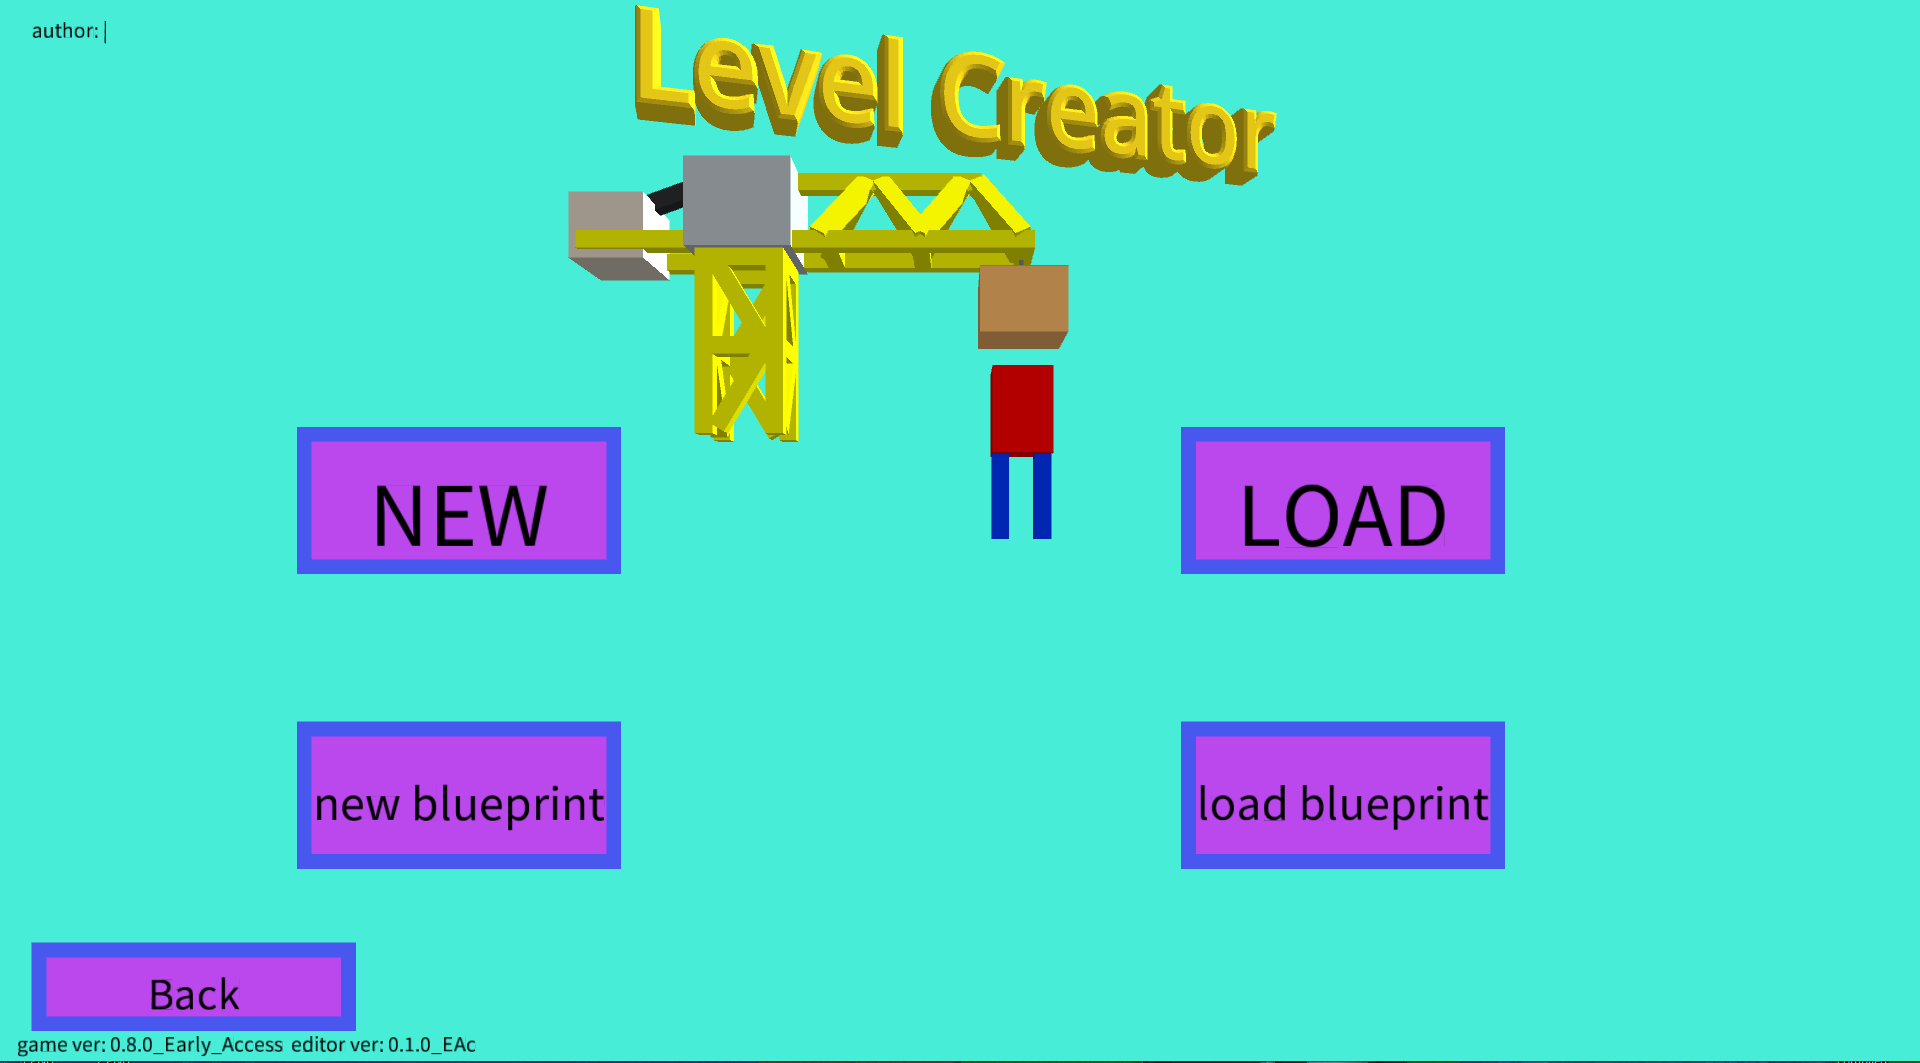 author: |
Level Creator
NEW
LOAD
new blueprint
load blueprint
Back
game ver: 0.8.0_Early_Access editor ver: 0.1.0_EAc